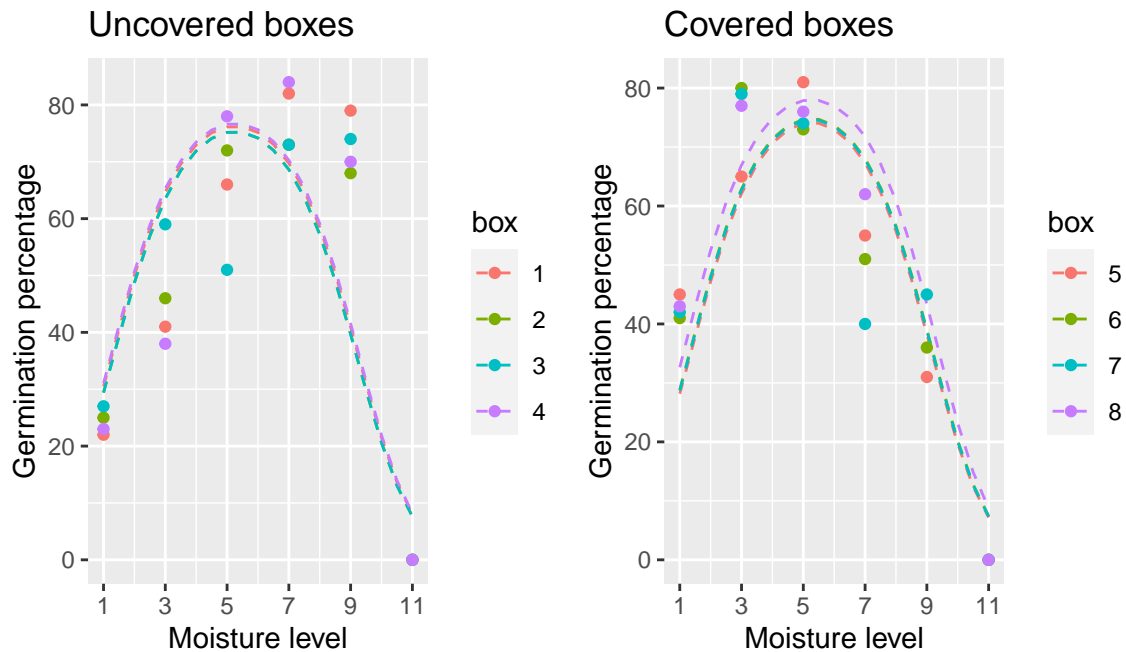 Uncovered boxes
Germination percentage
80
60
40
20
0
1 3 5 7 9 11
Moisture level
box
1
2
3
4
Covered boxes
Germination percentage
80
60
40
20
0
1 3 5 7 9 11
Moisture level
box
5
6
7
8